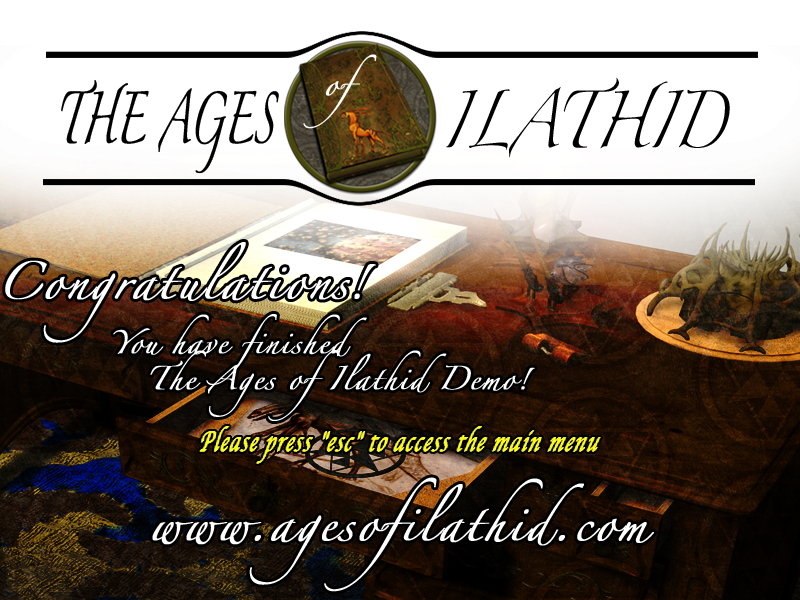 THE AGES of ILATHID
Congratulations!
You have finished
The Ages of Ilathid Demo!
Please press "esc" to access the main menu
www.agesofilathid.com